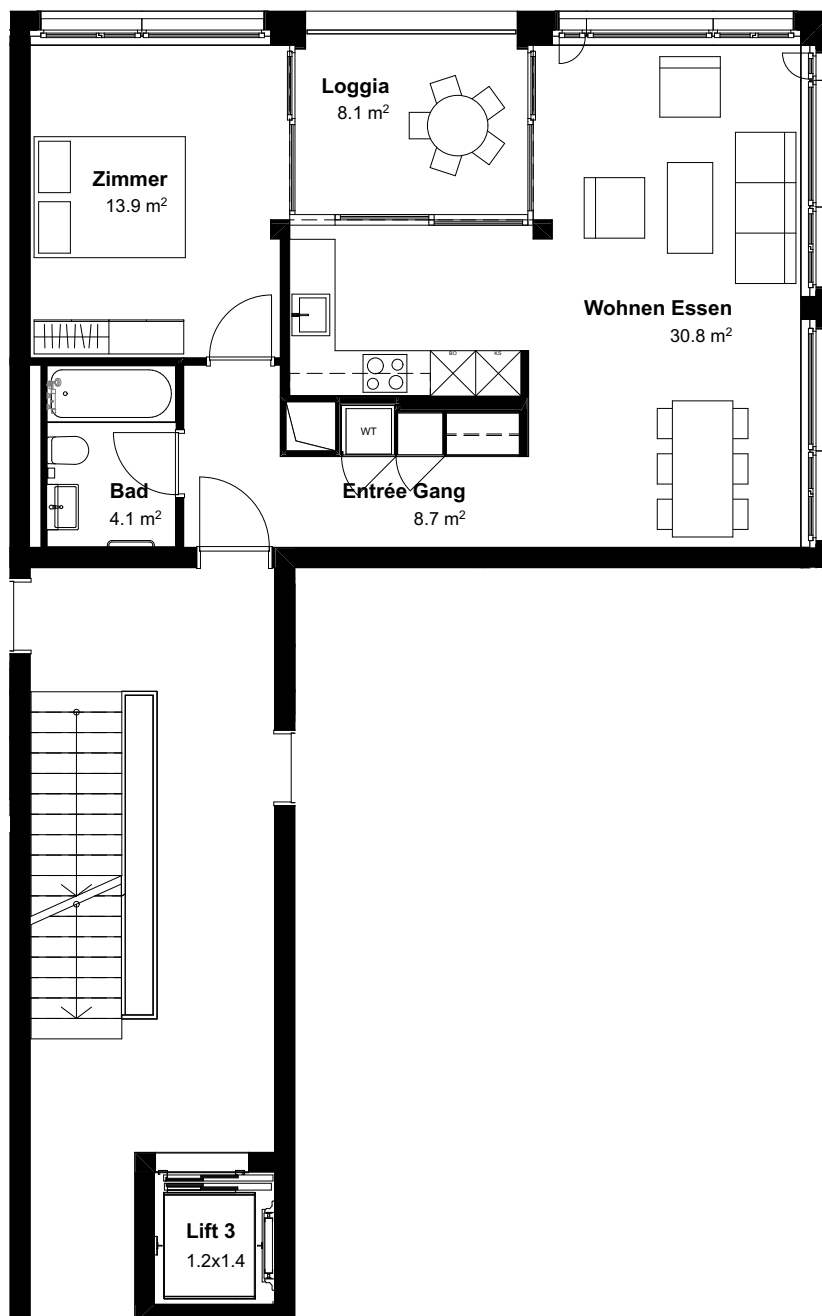 Loggia
8.1 m²
Zimmer
13.9 m²
Wohnen Essen
30.8 m²
BO
KS
WT
Bad
4.1 m²
Entrée Gang
8.7 m²
Lift 3
1.2x1.4